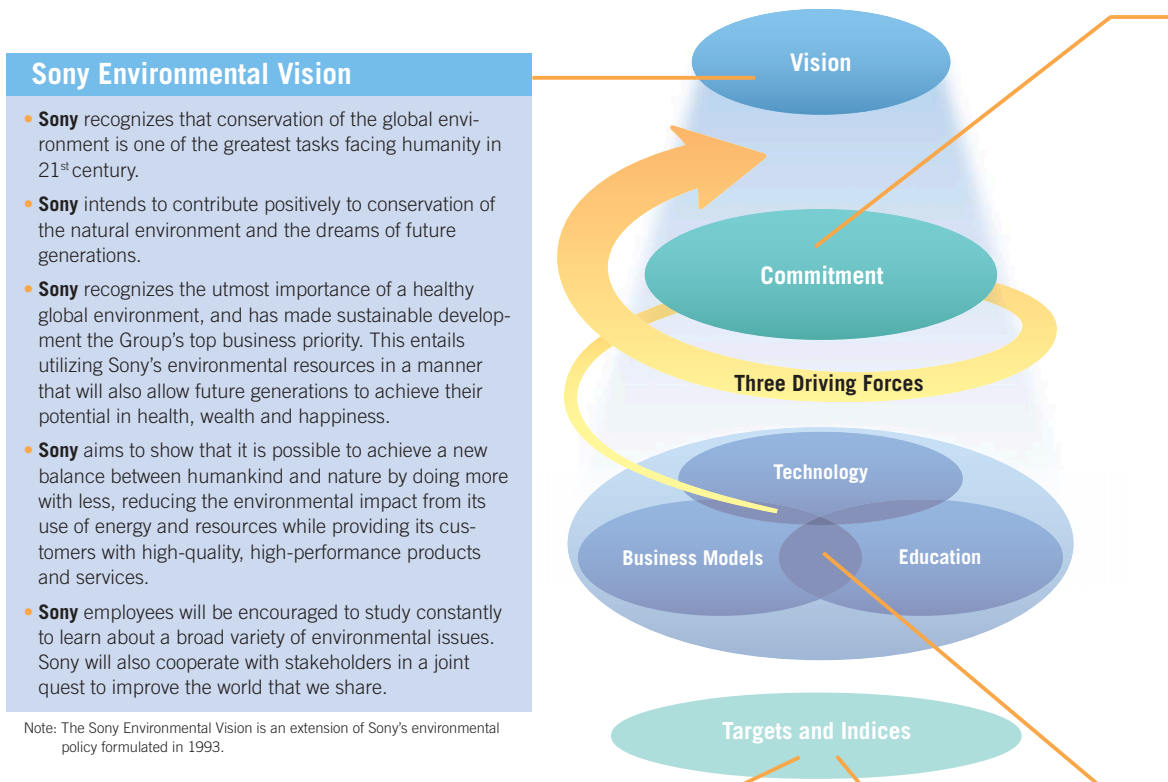 Sony Environmental Vision
• Sony recognizes that conservation of the global envi-
ronment is one of the greatest tasks facing humanity in
21st century.
• Sony intends to contribute positively to conservation of
the natural environment and the dreams of future
generations.
• Sony recognizes the utmost importance of a healthy
global environment, and has made sustainable develop-
ment the Group's top business priority. This entails
utilizing Sony's environmental resources in a manner
that will also allow future generations to achieve their
potential in health, wealth and happiness.
• Sony aims to show that it is possible to achieve a new
balance between humankind and nature by doing more
with less, reducing the environmental impact from its
use of energy and resources while providing its cus-
tomers with high-quality, high-performance products
and services.
• Sony employees will be encouraged to study constantly
to learn about a broad variety of environmental issues.
Sony will also cooperate with stakeholders in a joint
quest to improve the world that we share.
Note: The Sony Environmental Vision is an extension of Sony's environmental
policy formulated in 1993.
Vision
Commitment
Three Driving Forces
Technology
Business Models
Education
Targets and Indices